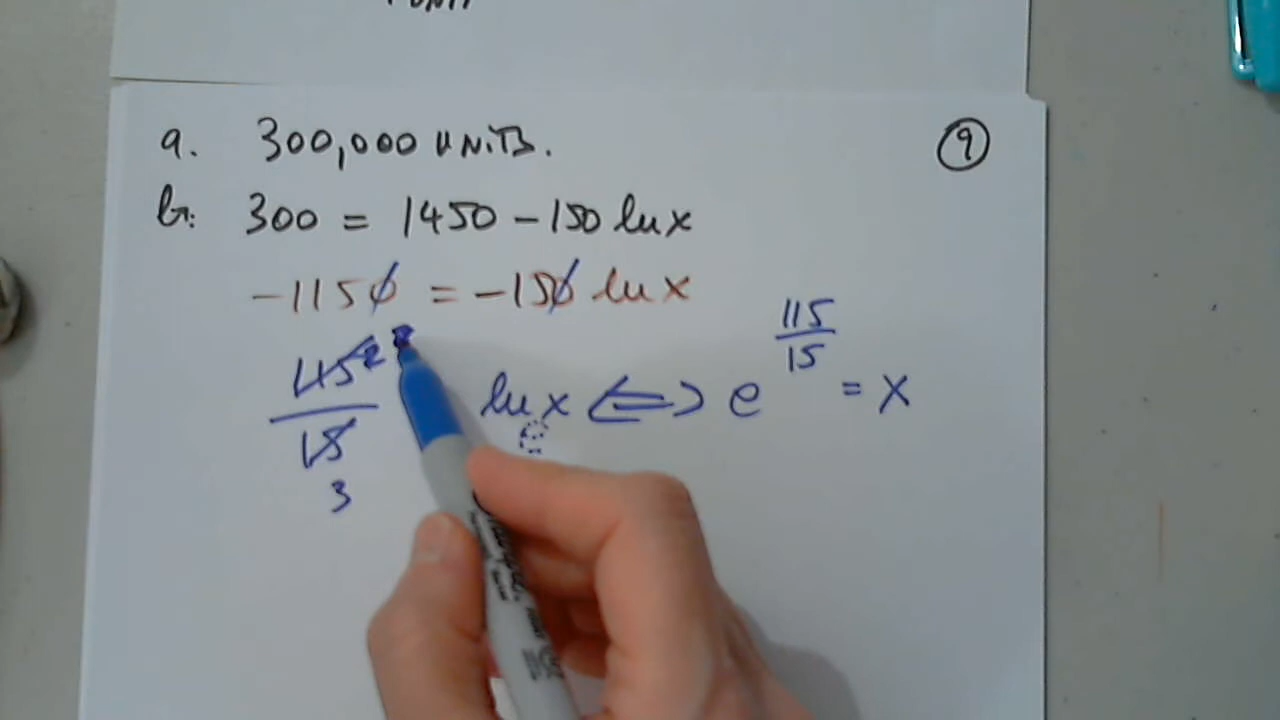 a. 300,000 UNITS. 9
b. 300 = 1450 - 150 ln x
-1150 = -150 ln x
115/15 ln x ⇔ e^(115/15) = x
e
3